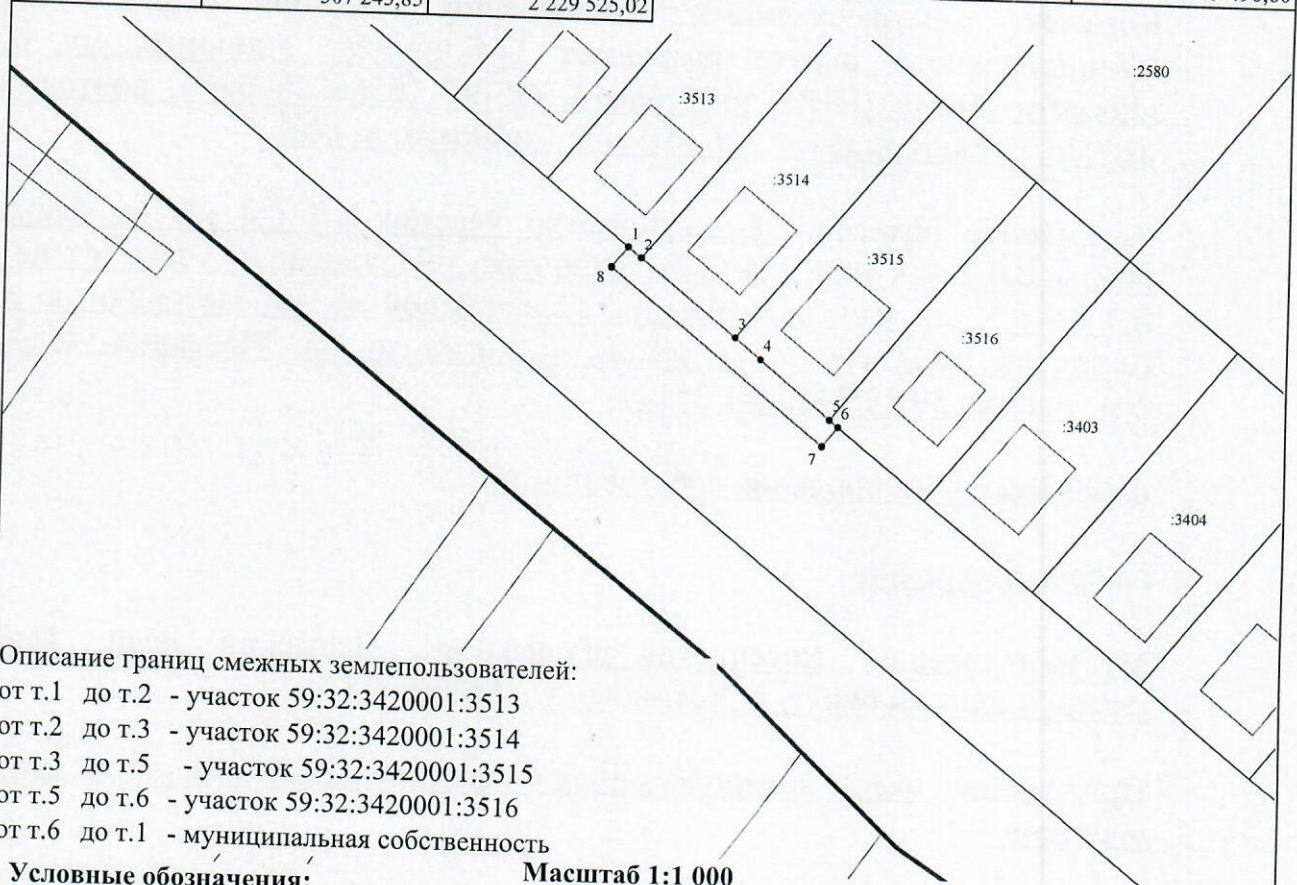 507 245,85 2 229 525,02
:2580
:3513
:3514
1
2
:3515
8
3
:3516
4
5
6
:3403
7
:3404
Описание границ смежных землепользователей:
от т.1 до т.2 - участок 59:32:3420001:3513
от т.2 до т.3 - участок 59:32:3420001:3514
от т.3 до т.5 - участок 59:32:3420001:3515
от т.5 до т.6 - участок 59:32:3420001:3516
от т.6 до т.1 - муниципальная собственность
Условные обозначения: Масштаб 1:1 000